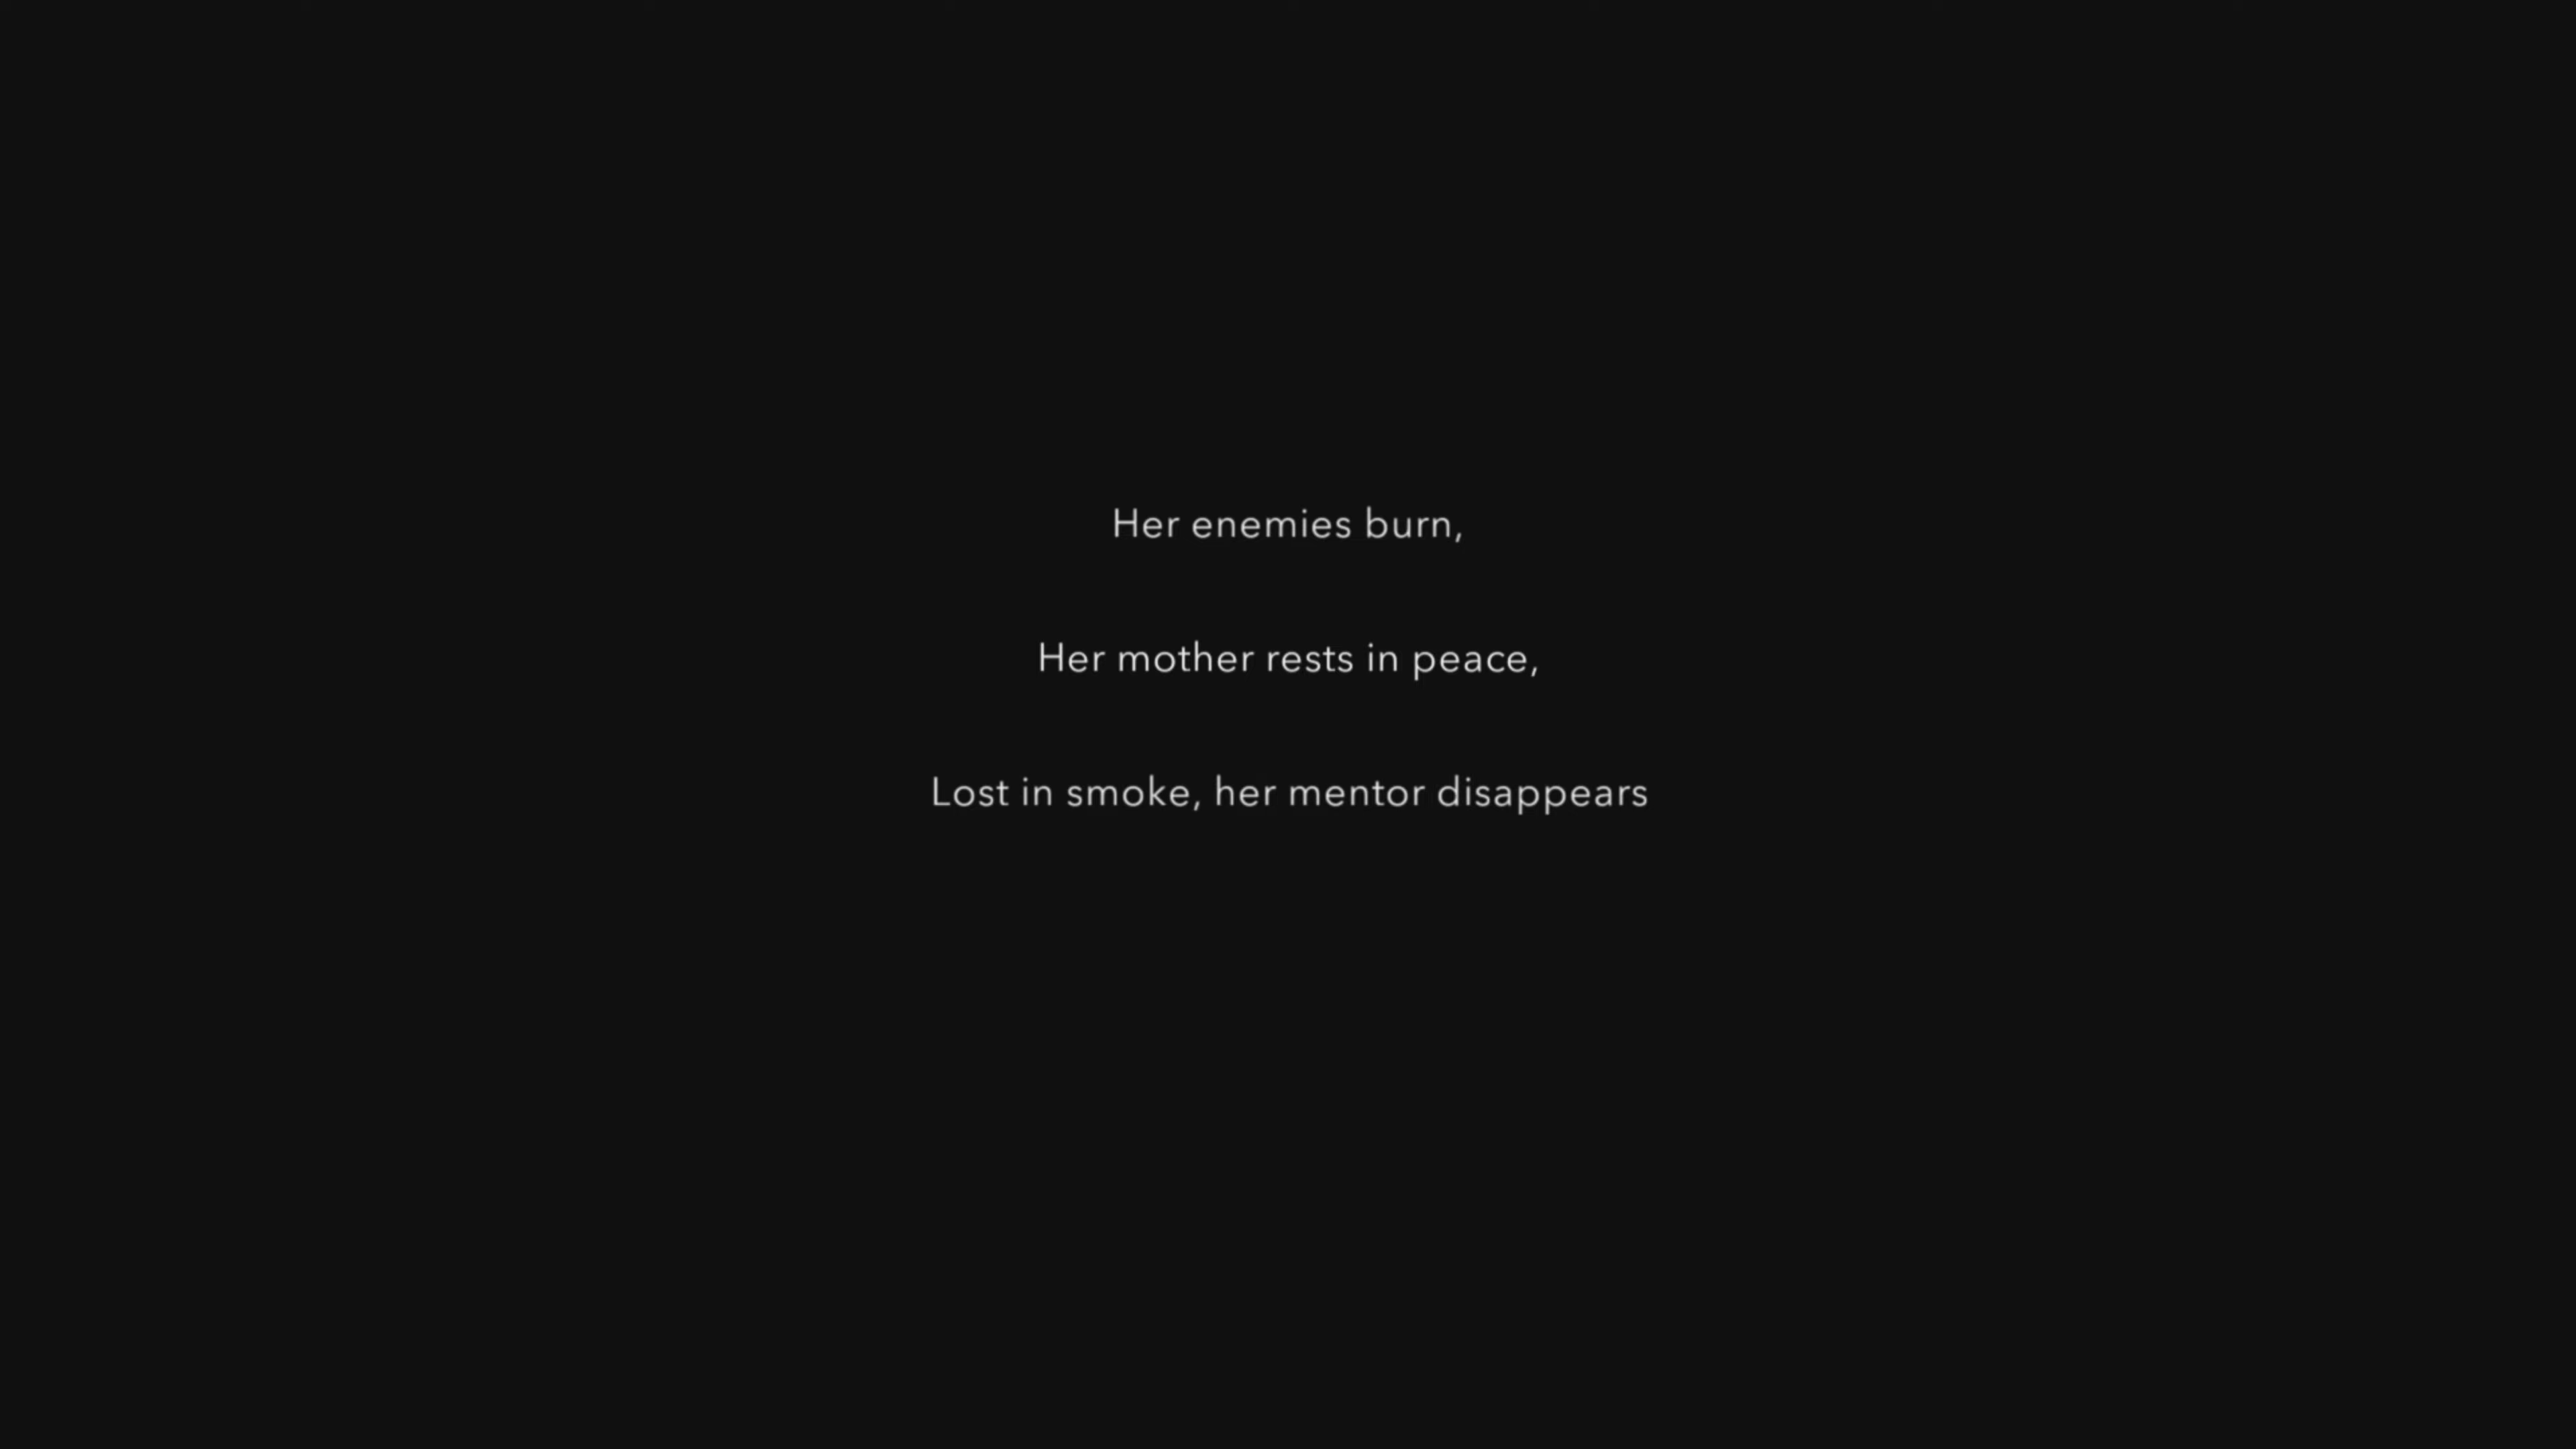 Her enemies burn,
Her mother rests in peace,
Lost in smoke, her mentor disappears